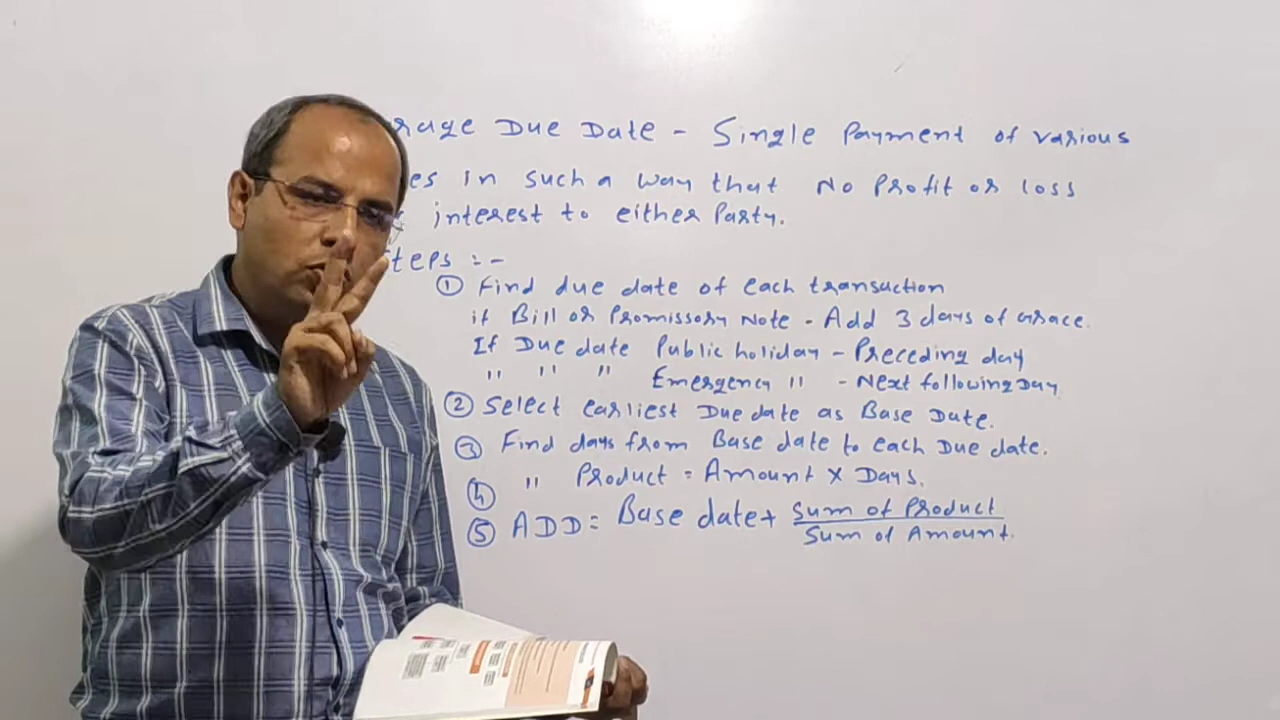 rage Due Date - Single Payment of various
es in such a way that No Profit or loss
interest to either Party.
teps :-
① Find due date of each transaction
if Bill or Promissory Note - Add 3 days of Grace.
If Due date Public holiday - Preceding day
" " " Emergency " - Next following Day
② Select earliest Due date as Base Date.
③ Find days from Base date to each Due date.
④ " Product = Amount X Days.
⑤ ADD = Base date + Sum of Product
Sum of Amount.